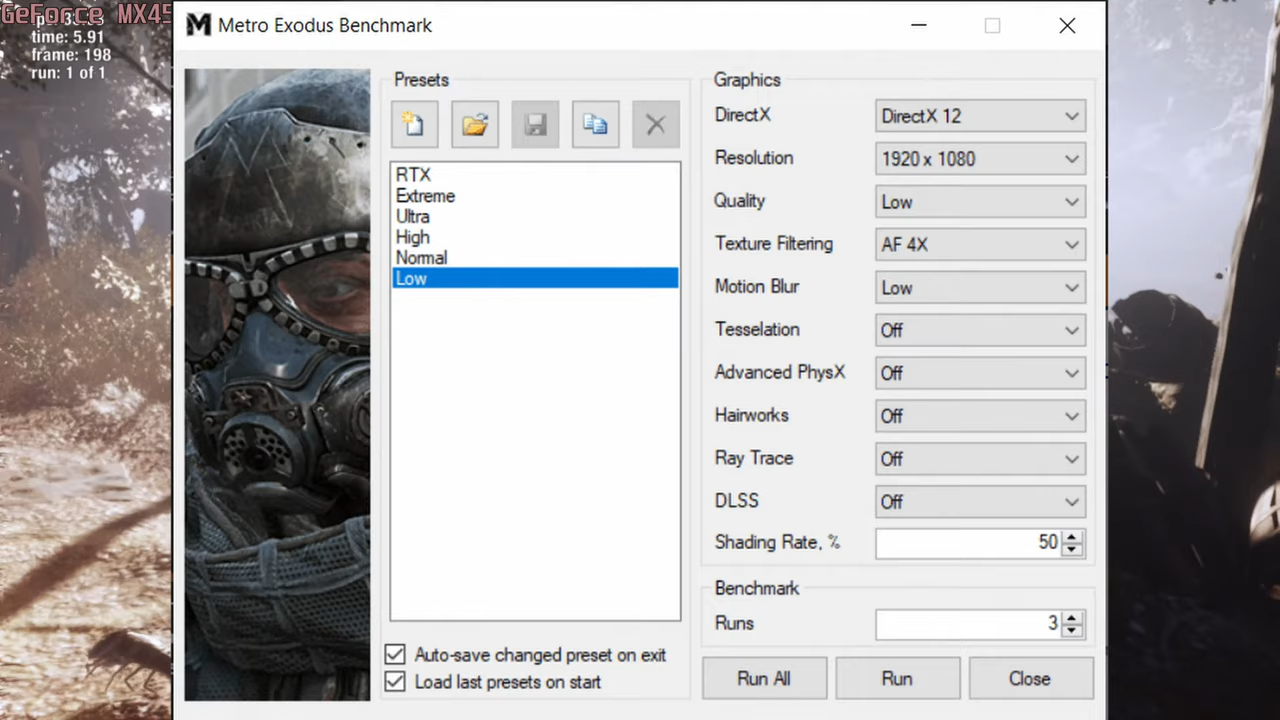 GeForce MX45
time: 5.91
frame: 198
run: 1 of 1
Metro Exodus Benchmark
Presets
RTX
Extreme
Ultra
High
Normal
Low
Auto-save changed preset on exit
Load last presets on start
Graphics
DirectX DirectX 12
Resolution 1920 x 1080
Quality Low
Texture Filtering AF 4X
Motion Blur Low
Tesselation Off
Advanced PhysX Off
Hairworks Off
Ray Trace Off
DLSS Off
Shading Rate, % 50
Benchmark
Runs 3
Run All Run Close